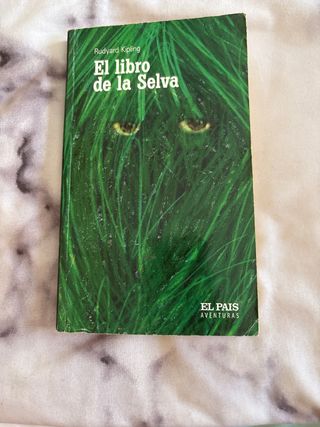 Rudyard Kipling
El libro
de la Selva
EL PAIS
AVENTURAS